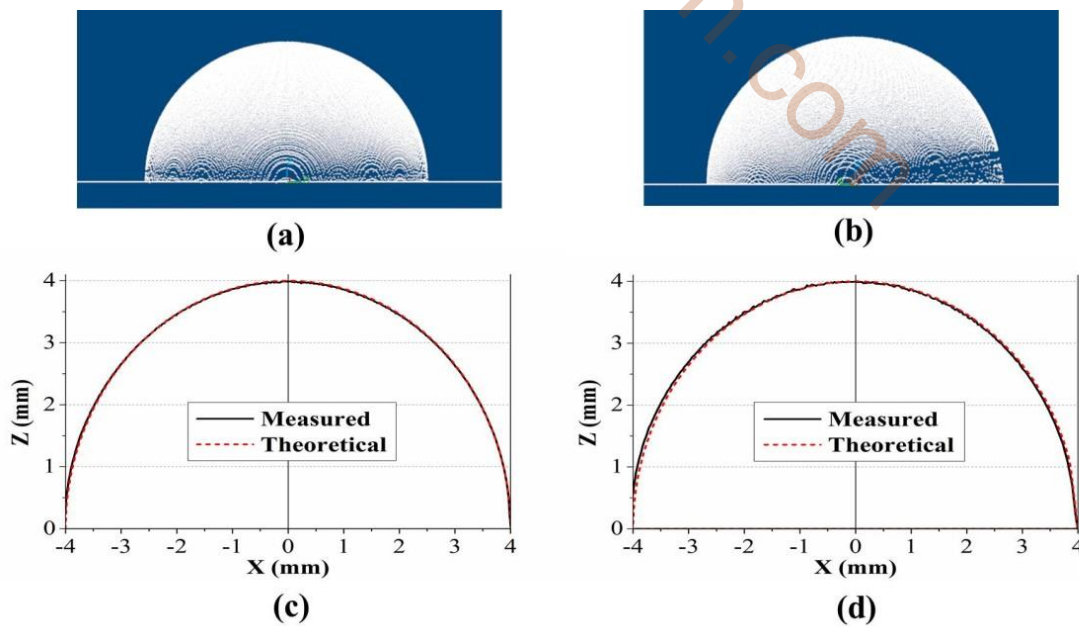 n.com
(a)
(b)
4
3
2
1
0
Z (mm)
Measured
Theoretical
-4 -3 -2 -1 0 1 2 3 4
X (mm)
(c)
4
3
2
1
0
Z (mm)
Measured
Theoretical
-4 -3 -2 -1 0 1 2 3 4
X (mm)
(d)